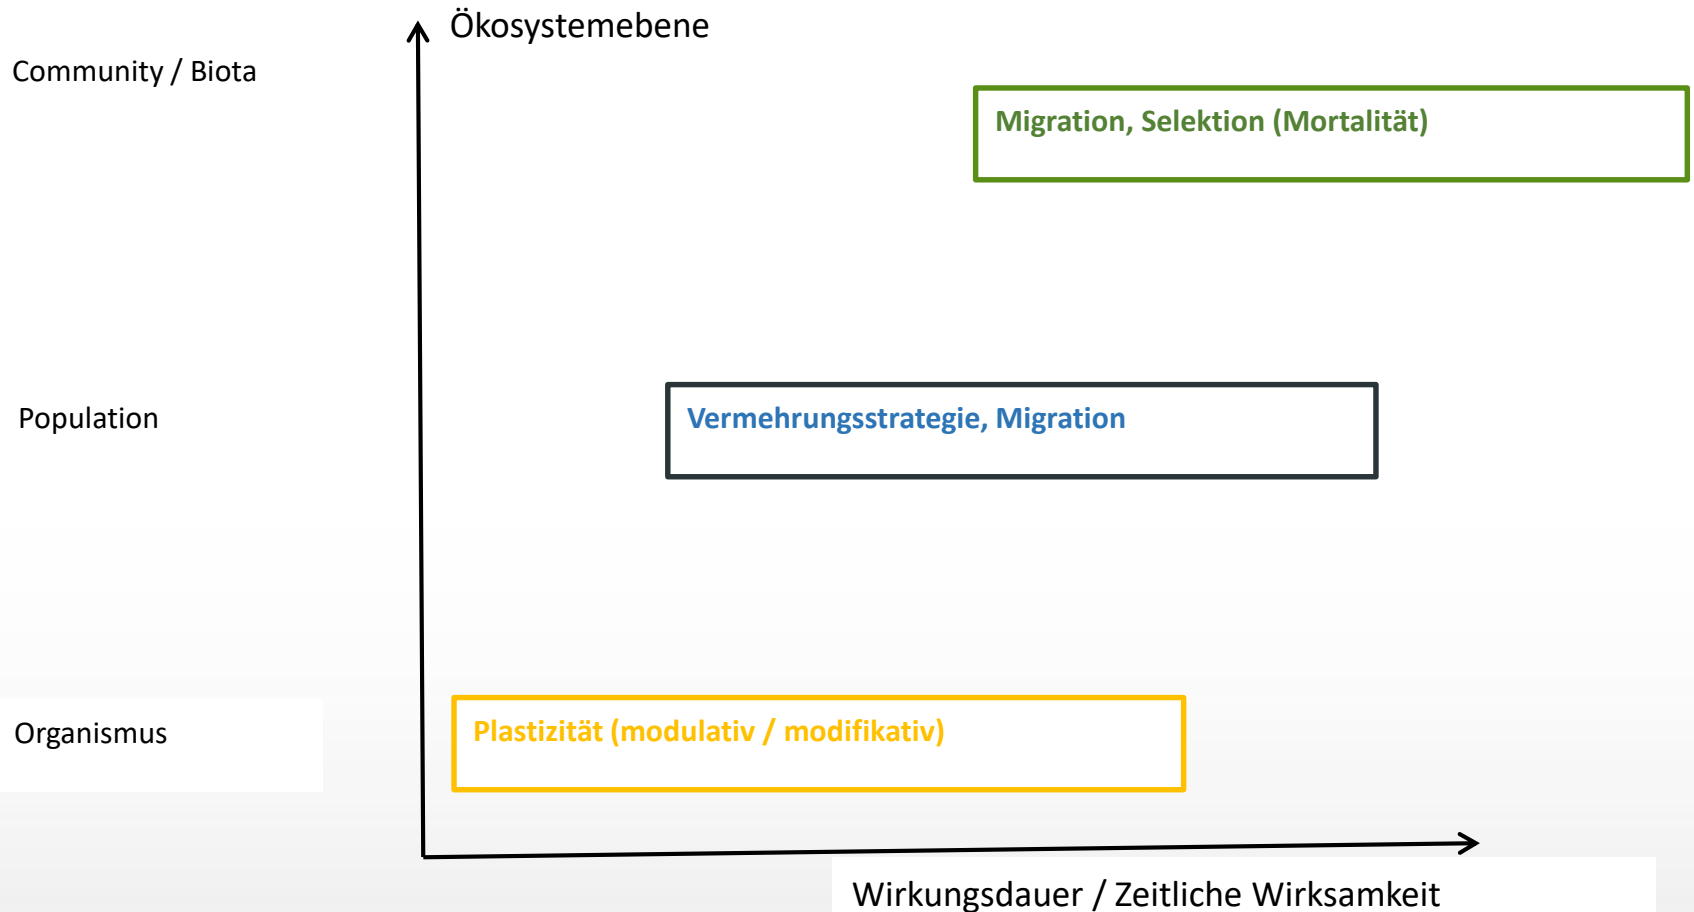 Ökosystemebene
Community / Biota
Migration, Selektion (Mortalität)
Population
Vermehrungsstrategie, Migration
Organismus
Plastizität (modulativ / modifikativ)
Wirkungsdauer / Zeitliche Wirksamkeit